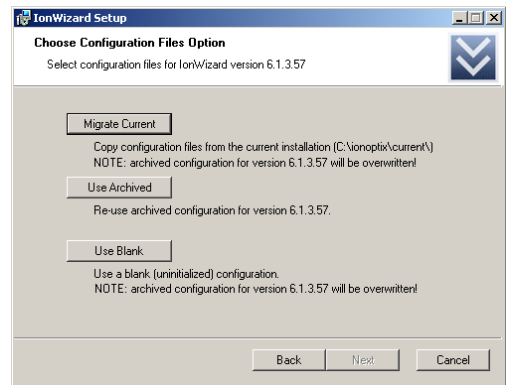 IonWizard Setup
Choose Configuration Files Option
Select configuration files for IonWizard version 6.1.3.57
Migrate Current
Copy configuration files from the current installation (C:\ionoptix\current\)
NOTE: archived configuration for version 6.1.3.57 will be overwritten!
Use Archived
Re-use archived configuration for version 6.1.3.57.
Use Blank
Use a blank (uninitialized) configuration.
NOTE: archived configuration for version 6.1.3.57 will be overwritten!
Back Next Cancel